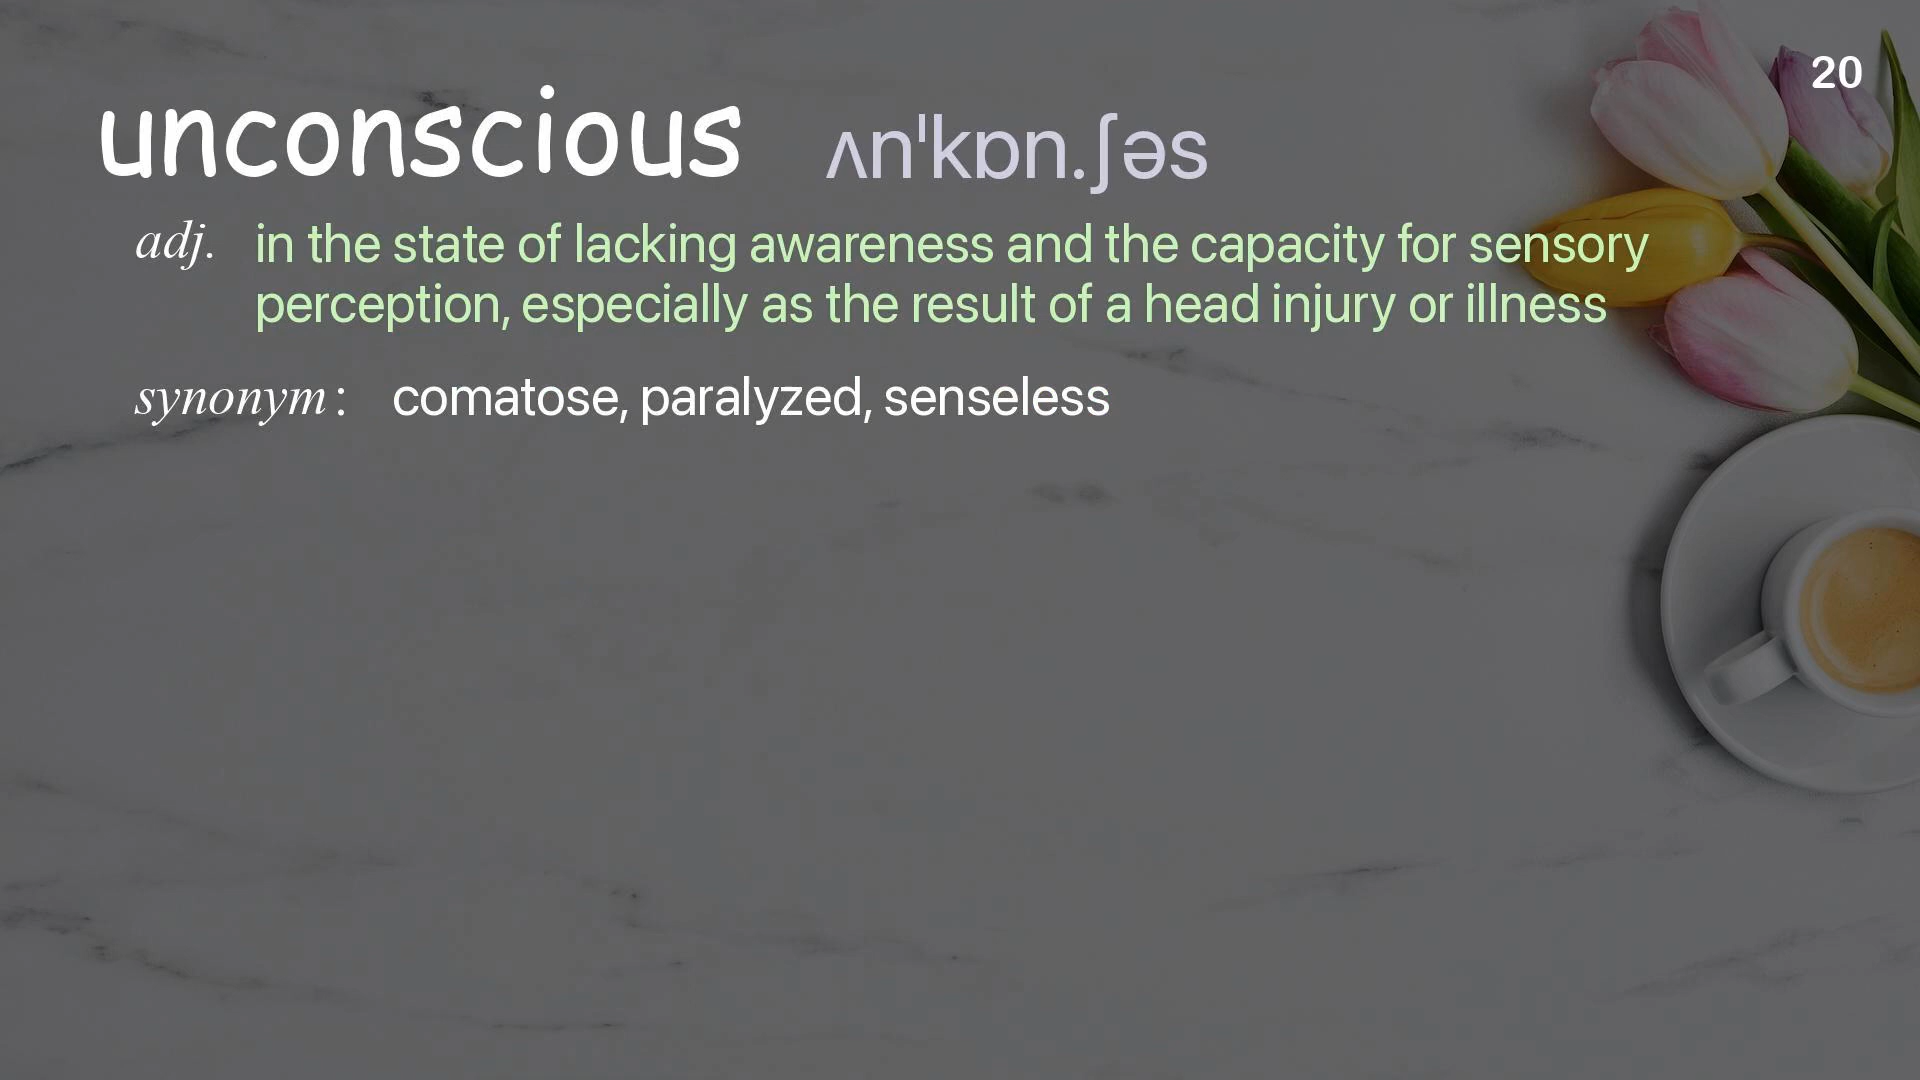 20
unconscious ʌnˈkɒn.ʃəs
adj. in the state of lacking awareness and the capacity for sensory
perception, especially as the result of a head injury or illness
synonym: comatose, paralyzed, senseless